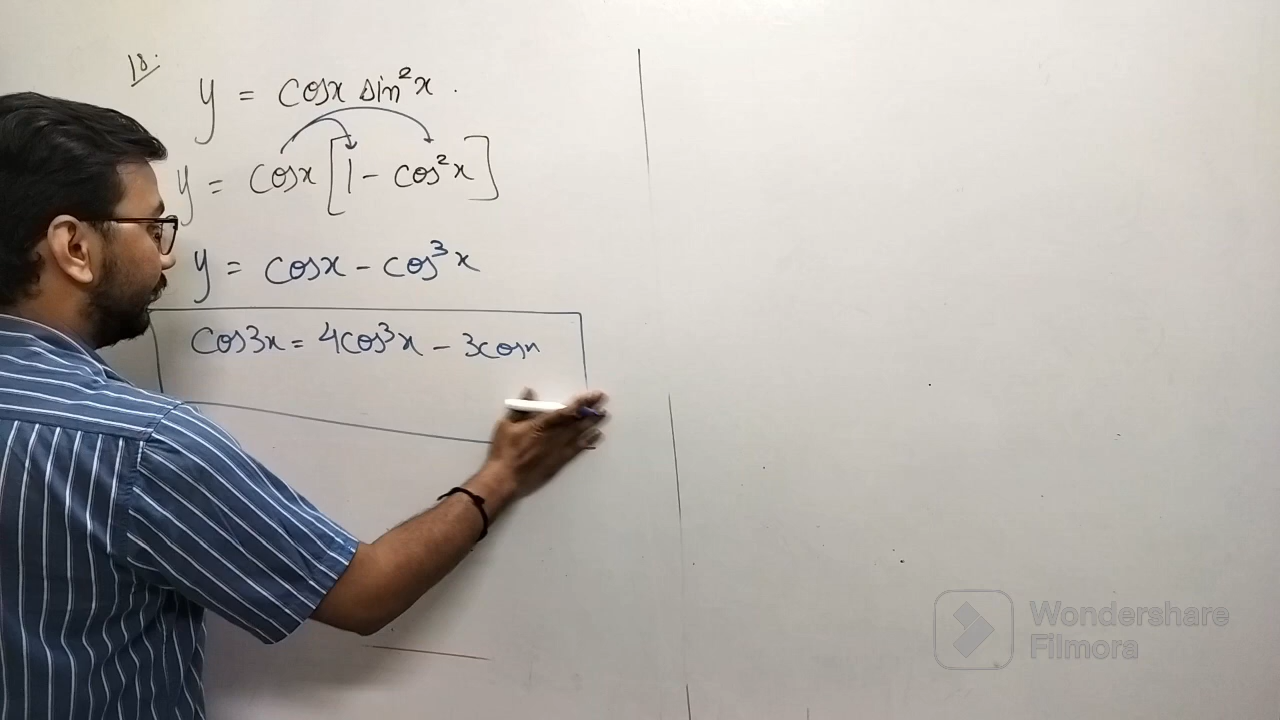 18.
y = cosx sin²x .
y = cosx [1 - cos²x]
y = cosx - cos³x
cos3x = 4cos³x - 3cosx
Wondershare
Filmora